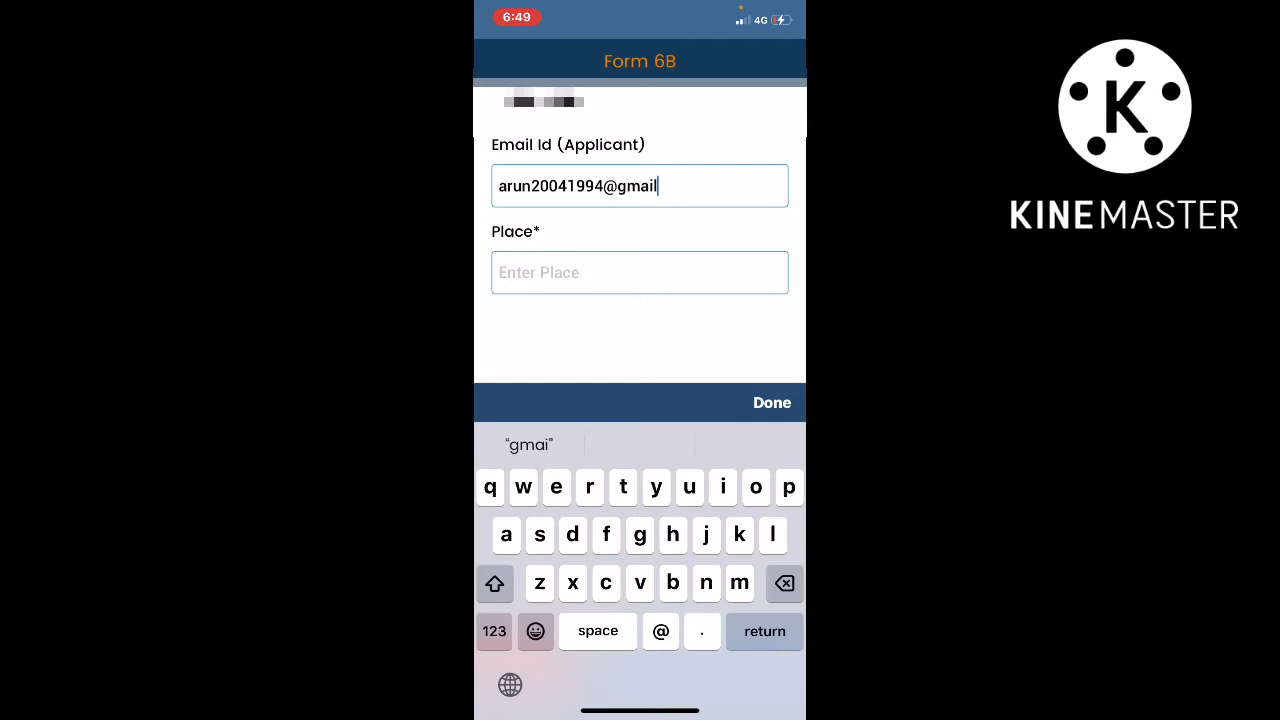 6:49
4G
Form 6B
Email Id (Applicant)
arun20041994@gmail
Place*
Enter Place
Done
“gmai”
q w e r t y u i o p
a s d f g h j k l
z x c v b n m
123 space @ . return
K
KINEMASTER